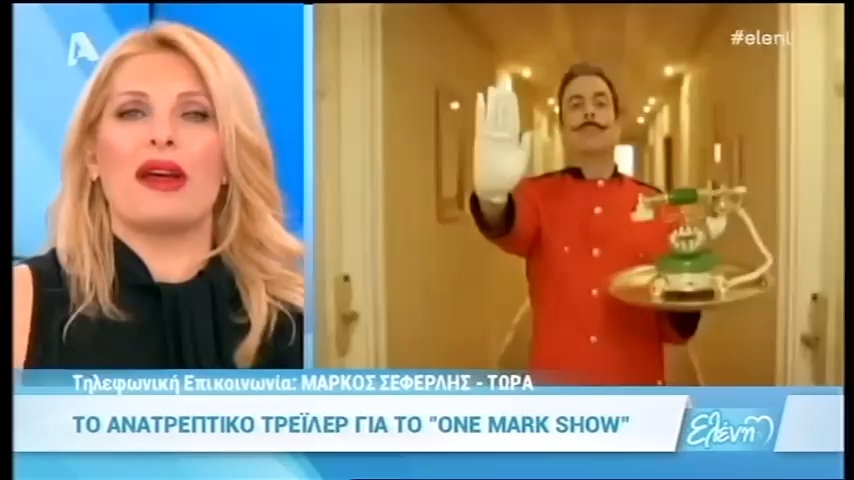 A
#eleni
Τηλεφωνική Επικοινωνία: ΜΑΡΚΟΣ ΣΕΦΕΡΛΗΣ - ΤΩΡΑ
ΤΟ ΑΝΑΤΡΕΠΤΙΚΟ ΤΡΕΪΛΕΡ ΓΙΑ ΤΟ "ONE MARK SHOW"
Ελένη